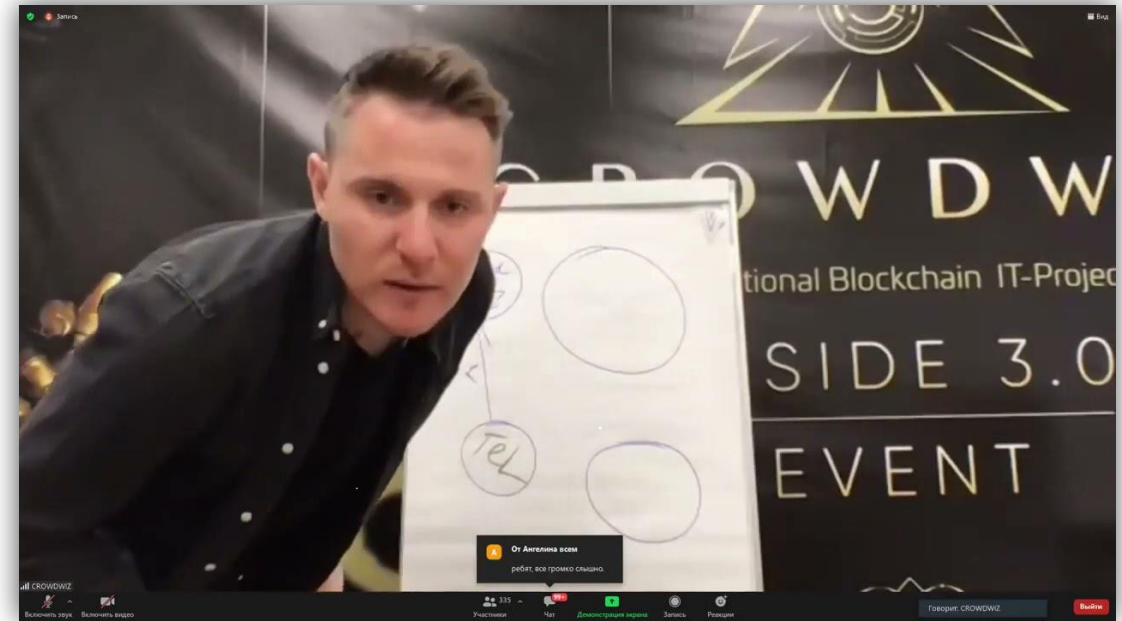 Запись
Вид
CROWDW
tional Blockchain IT-Projec
SIDE 3.0
EVENT
Tel
От Ангелина всем
ребят, все громко слышно.
CROWDWIZ
Включить звук
Включить видео
335
Участники
99+
Чат
Демонстрация экрана
Запись
Реакции
Говорит: CROWDWIZ
Выйти